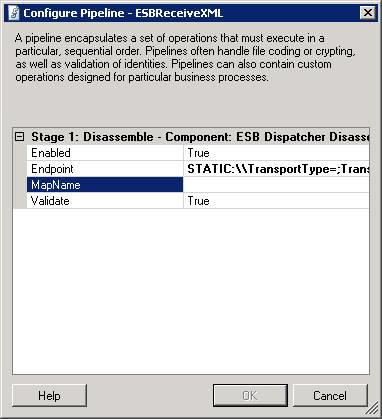 Configure Pipeline - ESBReceiveXML
A pipeline encapsulates a set of operations that must execute in a
particular, sequential order. Pipelines often handle file coding or crypting,
as well as validation of identities. Pipelines can also contain custom
operations designed for particular business processes.
Stage 1: Disassemble - Component: ESB Dispatcher Disasse
Enabled True
Endpoint STATIC:\\TransportType=;Trans
MapName
Validate True
Help OK Cancel